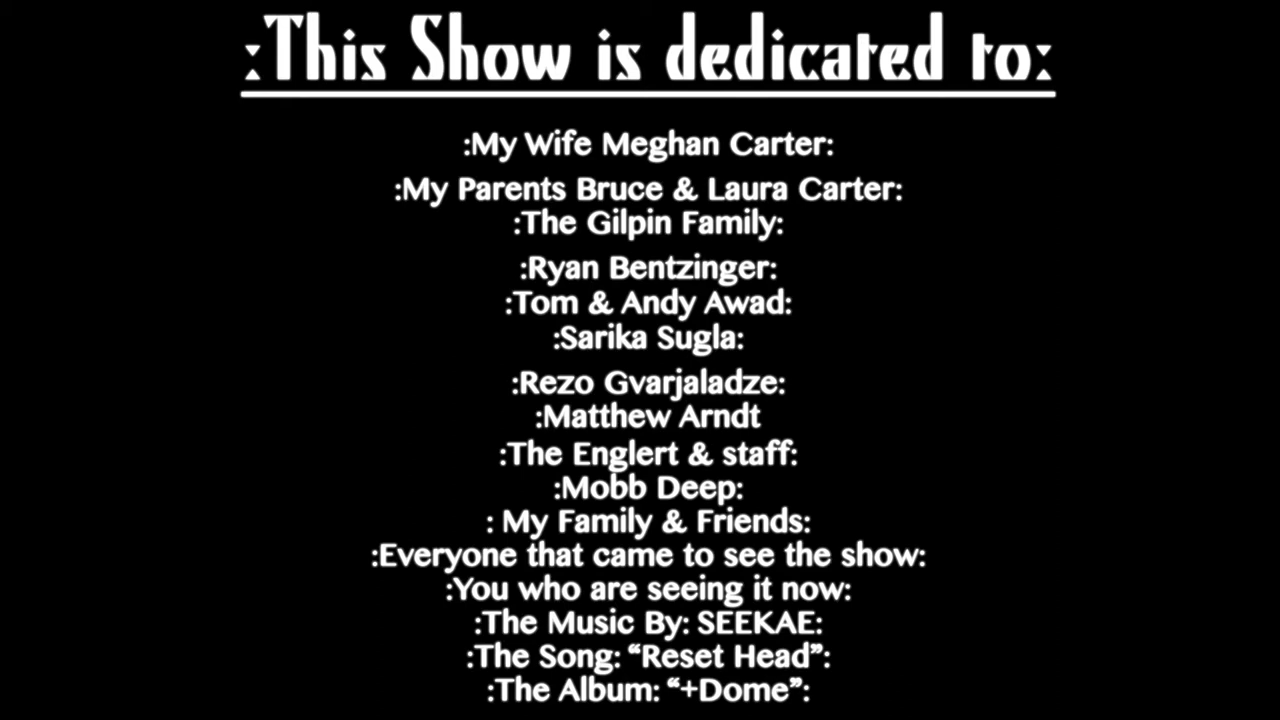 :This Show is dedicated to:
:My Wife Meghan Carter:
:My Parents Bruce & Laura Carter:
:The Gilpin Family:
:Ryan Bentzinger:
:Tom & Andy Awad:
:Sarika Sugla:
:Rezo Gvarjaladze:
:Matthew Arndt
:The Englert & staff:
:Mobb Deep:
: My Family & Friends:
:Everyone that came to see the show:
:You who are seeing it now:
:The Music By: SEEKAE:
:The Song: “Reset Head”:
:The Album: “+Dome”: